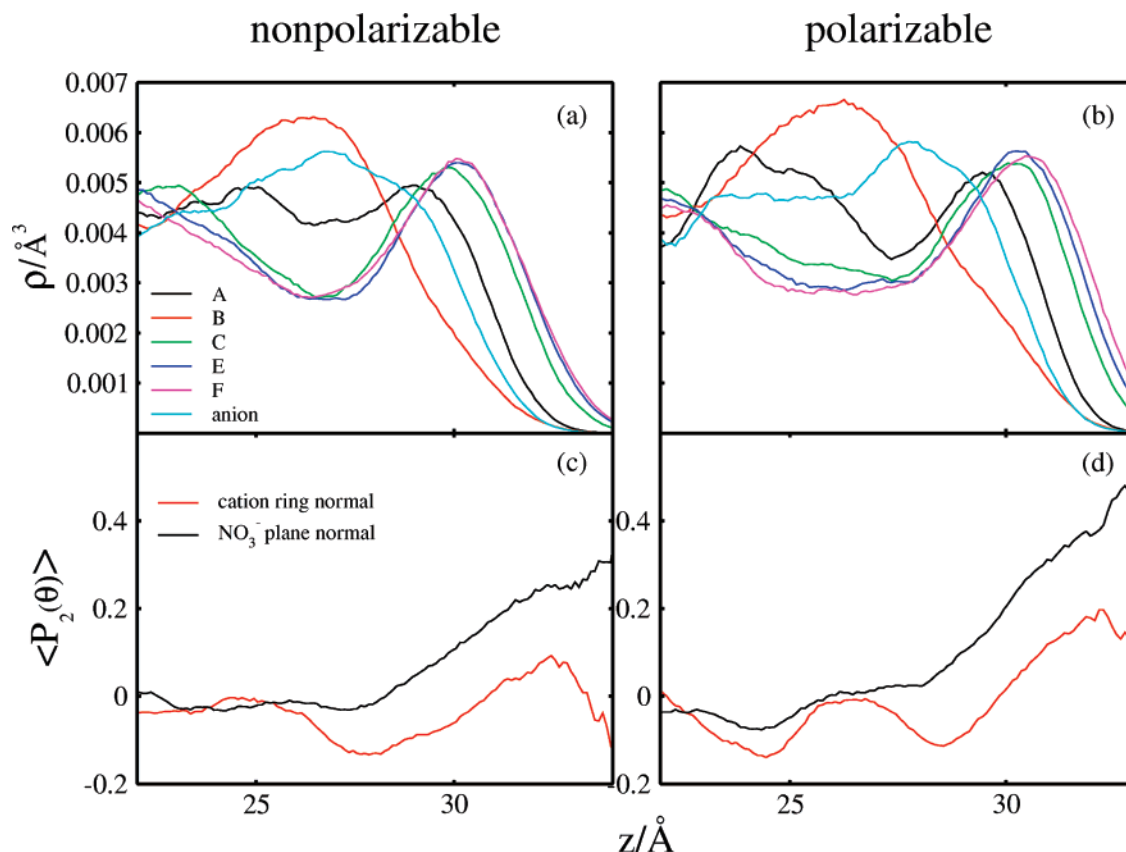 nonpolarizable polarizable
0.007
(a) (b)
0.006
0.005
0.004
ρ/Å³
0.003
A
0.002
B
C
E
0.001
F
anion
(c) (d)
cation ring normal
0.4 0.4
NO₃⁻ plane normal
<P₂(θ)>
0.2 0.2
0 0
-0.2 -0.2
25 30 25 30
z/Å